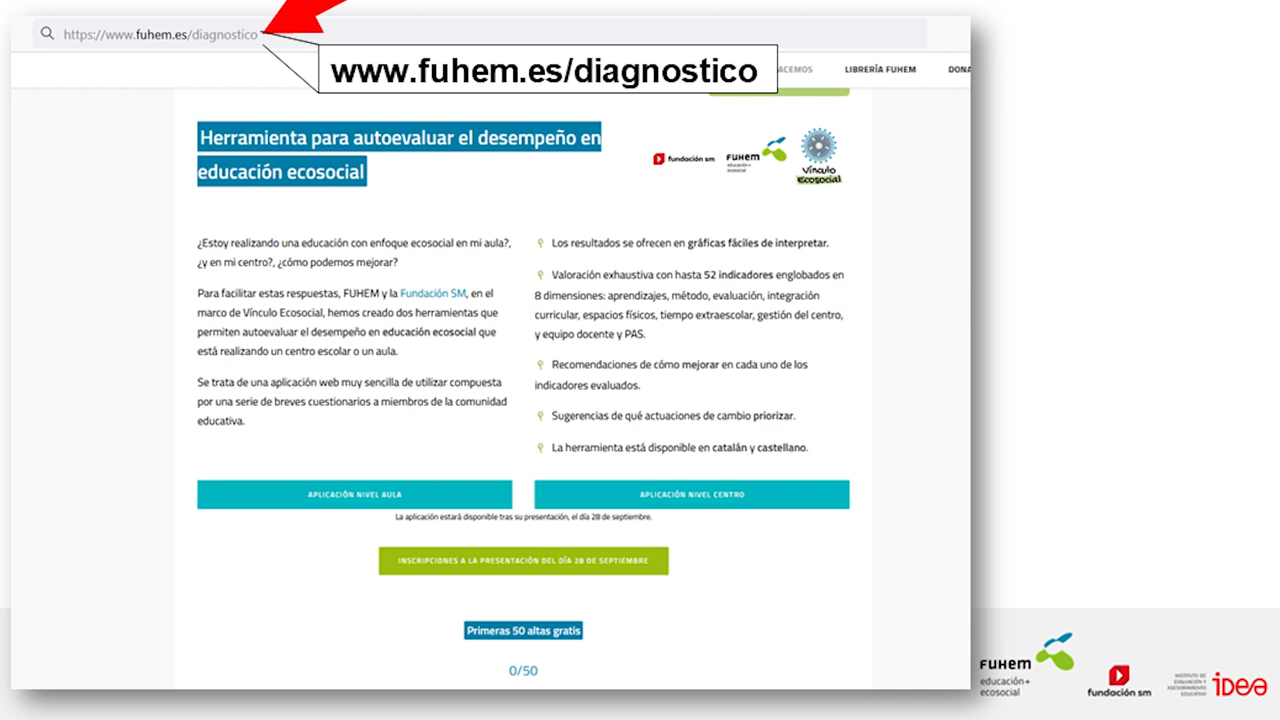 https://www.fuhem.es/diagnostico
www.fuhem.es/diagnostico
ACEMOS
LIBRERÍA FUHEM
DONA
Herramienta para autoevaluar el desempeño en
educación ecosocial
fundación sm
FUHEM
educación+
ecosocial
vínculo
ecosocial
¿Estoy realizando una educación con enfoque ecosocial en mi aula?,
¿y en mi centro?, ¿cómo podemos mejorar?
Para facilitar estas respuestas, FUHEM y la Fundación SM, en el
marco de Vínculo Ecosocial, hemos creado dos herramientas que
permiten autoevaluar el desempeño en educación ecosocial que
está realizando un centro escolar o un aula.
Se trata de una aplicación web muy sencilla de utilizar compuesta
por una serie de breves cuestionarios a miembros de la comunidad
educativa.
Los resultados se ofrecen en gráficas fáciles de interpretar.
Valoración exhaustiva con hasta 52 indicadores englobados en
8 dimensiones: aprendizajes, método, evaluación, integración
curricular, espacios físicos, tiempo extraescolar, gestión del centro,
y equipo docente y PAS.
Recomendaciones de cómo mejorar en cada uno de los
indicadores evaluados.
Sugerencias de qué actuaciones de cambio priorizar.
La herramienta está disponible en catalán y castellano.
APLICACIÓN NIVEL AULA
APLICACIÓN NIVEL CENTRO
La aplicación estará disponible tras su presentación, el día 28 de septiembre.
INSCRIPCIONES A LA PRESENTACIÓN DEL DÍA 28 DE SEPTIEMBRE
Primeras 50 altas gratis
0/50
FUHEM
educación+
ecosocial
fundación sm
INSTITUTO DE
EVALUACIÓN Y
ASESORAMIENTO
EDUCATIVO
idea